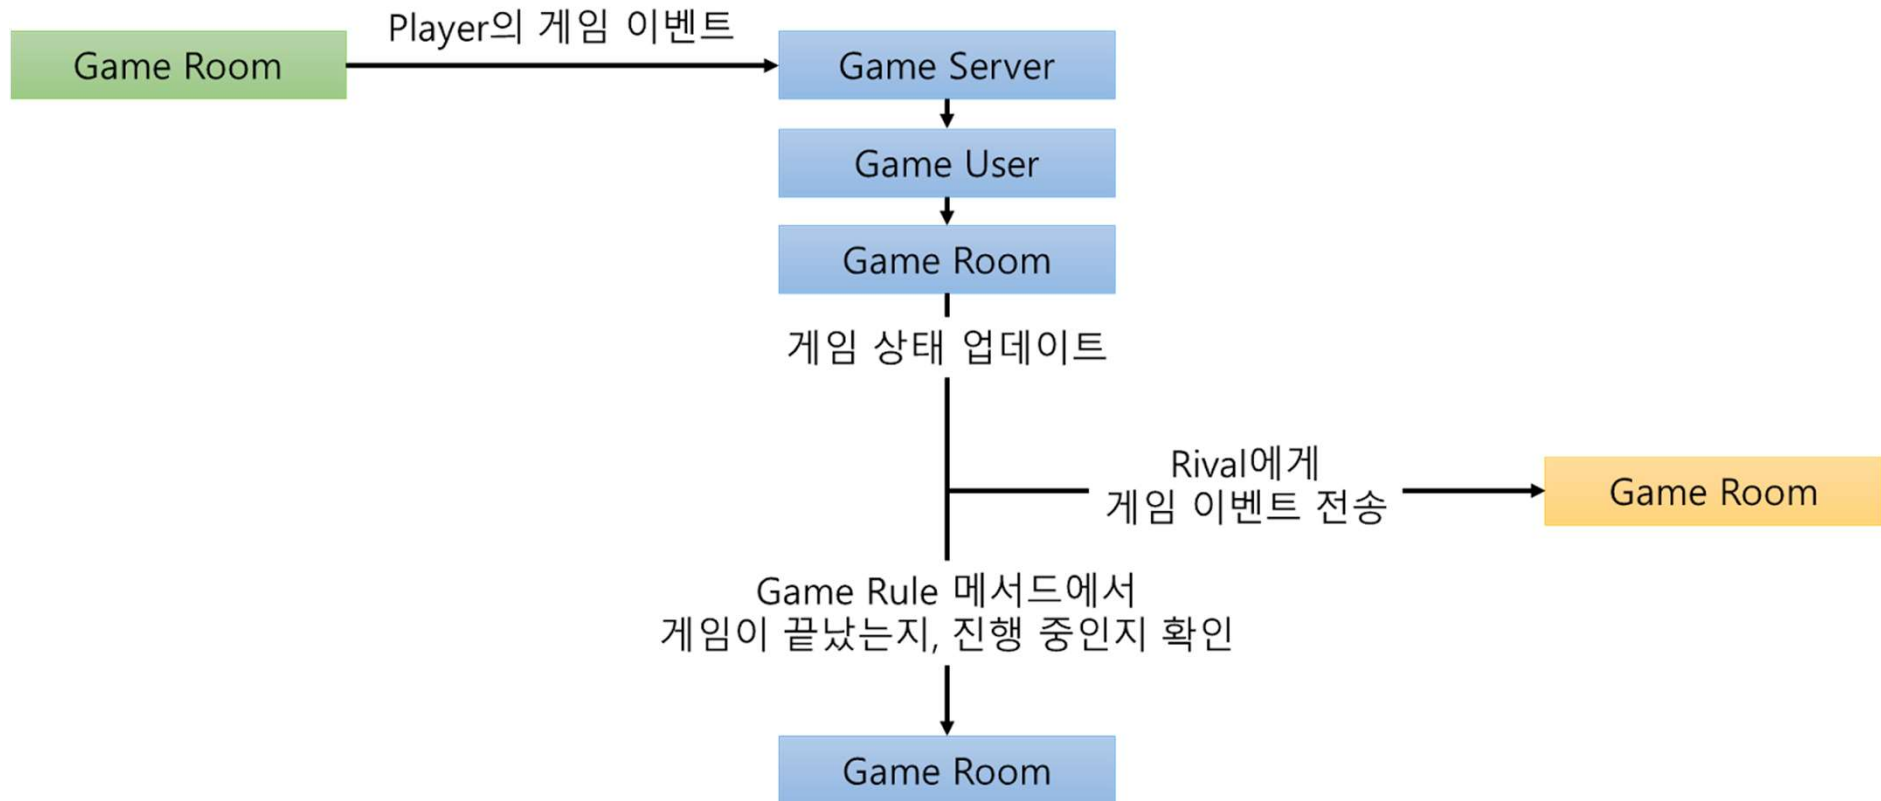 Player의 게임 이벤트
Game Room
Game Server
Game User
Game Room
게임 상태 업데이트
Rival에게
게임 이벤트 전송
Game Room
Game Rule 메서드에서
게임이 끝났는지, 진행 중인지 확인
Game Room